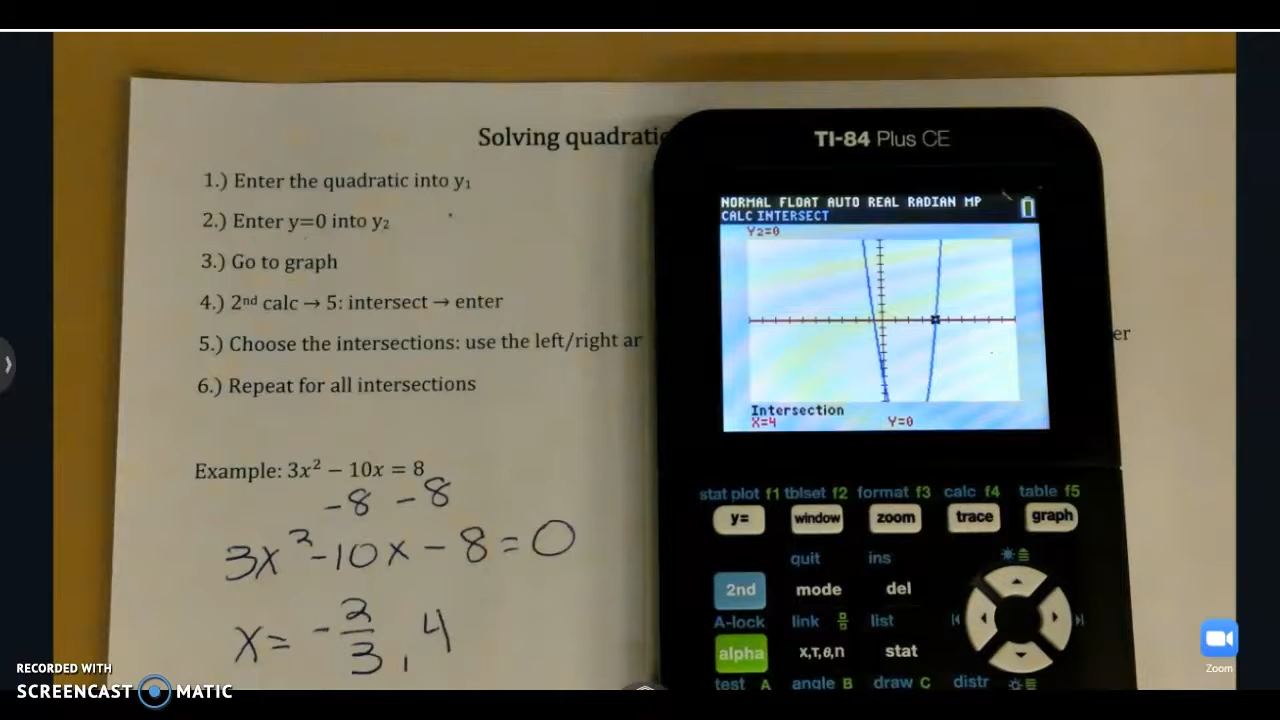 Solving quadratic
1.) Enter the quadratic into y₁
2.) Enter y=0 into y₂
3.) Go to graph
4.) 2ⁿᵈ calc → 5: intersect → enter
5.) Choose the intersections: use the left/right ar
er
6.) Repeat for all intersections
Example: 3x² − 10x = 8
-8 -8
3x²-10x-8=0
x= -2/3, 4
TI-84 Plus CE
NORMAL FLOAT AUTO REAL RADIAN MP
CALC INTERSECT
Y2=0
Intersection
X=4 Y=0
stat plot f1 tblset f2 format f3 calc f4 table f5
y= window zoom trace graph
quit ins
2nd mode del
A-lock link list
alpha x,T,θ,n stat
test A angle B draw C distr
Zoom
RECORDED WITH
SCREENCAST MATIC